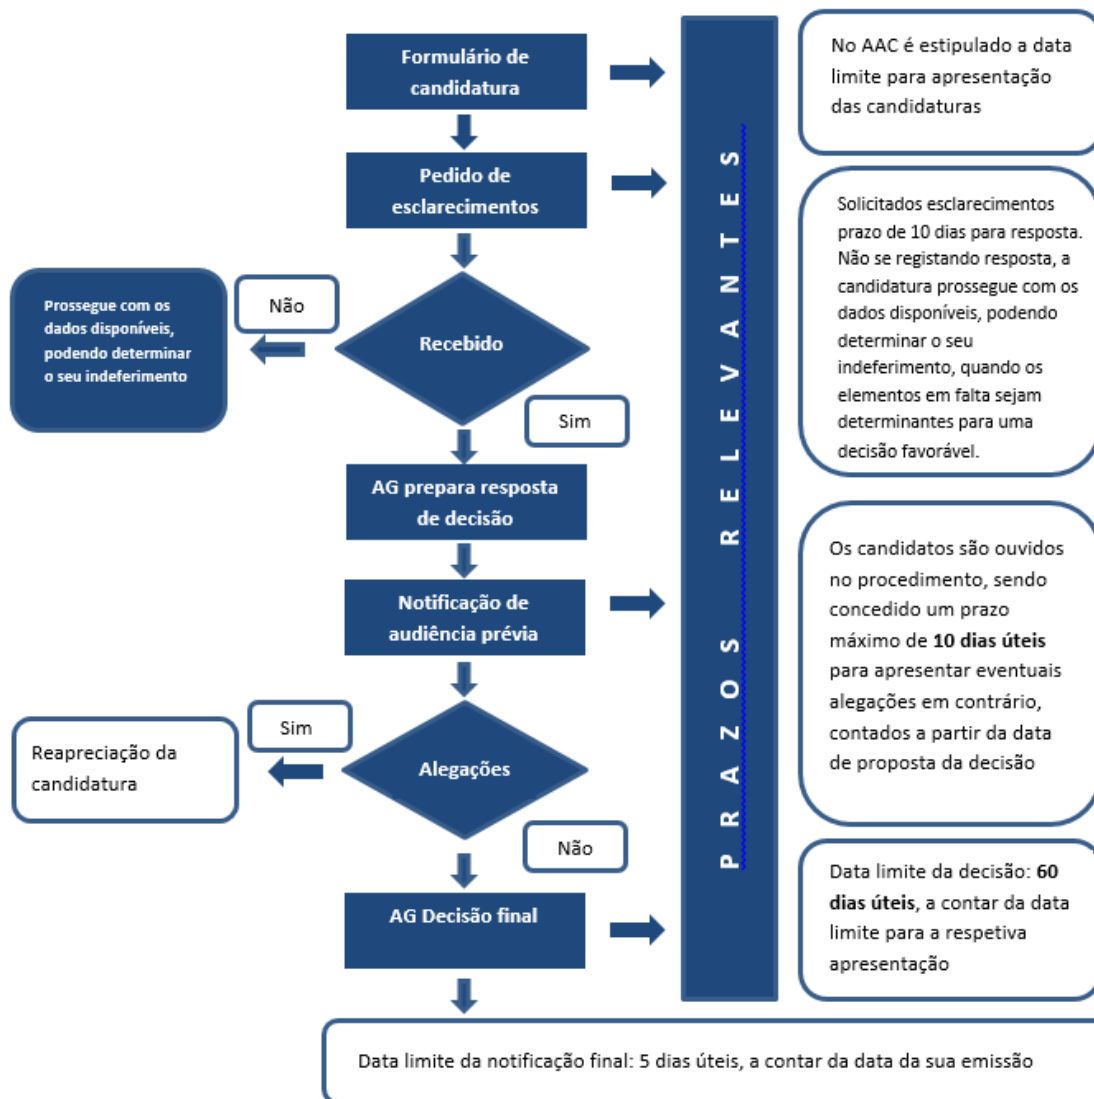 Formulário de
candidatura
No AAC é estipulado a data
limite para apresentação
das candidaturas
Pedido de
esclarecimentos
Solicitados esclarecimentos
prazo de 10 dias para resposta.
Não se registando resposta, a
candidatura prossegue com os
dados disponíveis, podendo
determinar o seu
indeferimento, quando os
elementos em falta sejam
determinantes para uma
decisão favorável.
Recebido
Não
Prossegue com os
dados disponíveis,
podendo determinar
o seu indeferimento
Sim
AG prepara resposta
de decisão
Notificação de
audiência prévia
Os candidatos são ouvidos
no procedimento, sendo
concedido um prazo
máximo de 10 dias úteis
para apresentar eventuais
alegações em contrário,
contados a partir da data
de proposta da decisão
Alegações
Sim
Reapreciação da
candidatura
Não
AG Decisão final
Data limite da decisão: 60
dias úteis, a contar da data
limite para a respetiva
apresentação
PRAZOS RELEVANTES
Data limite da notificação final: 5 dias úteis, a contar da data da sua emissão